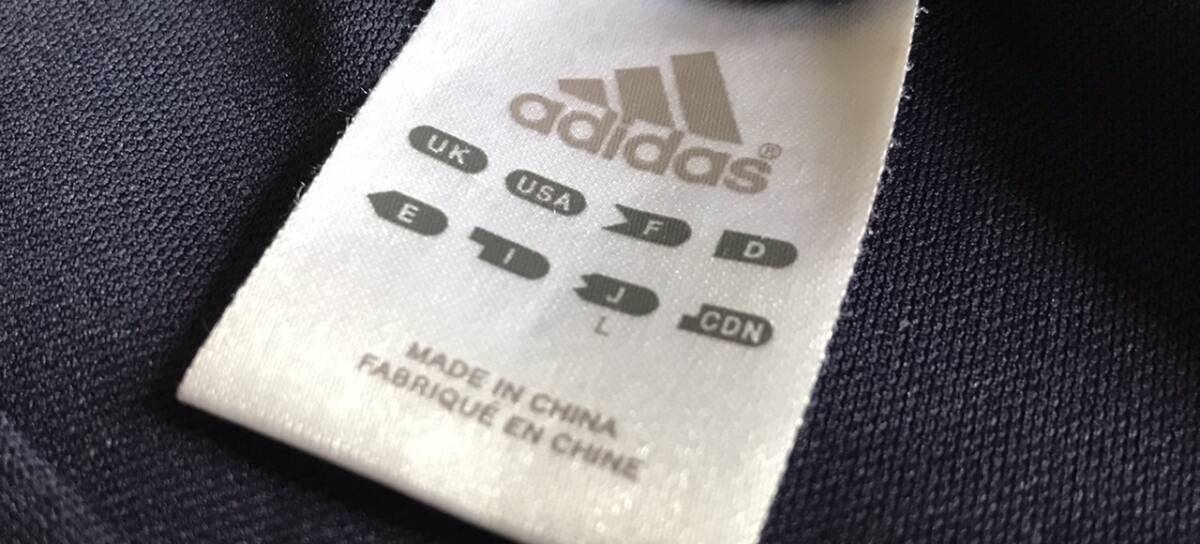 adidas®
UK USA F D
E I J CDN
L
MADE IN CHINA
FABRIQUÉ EN CHINE